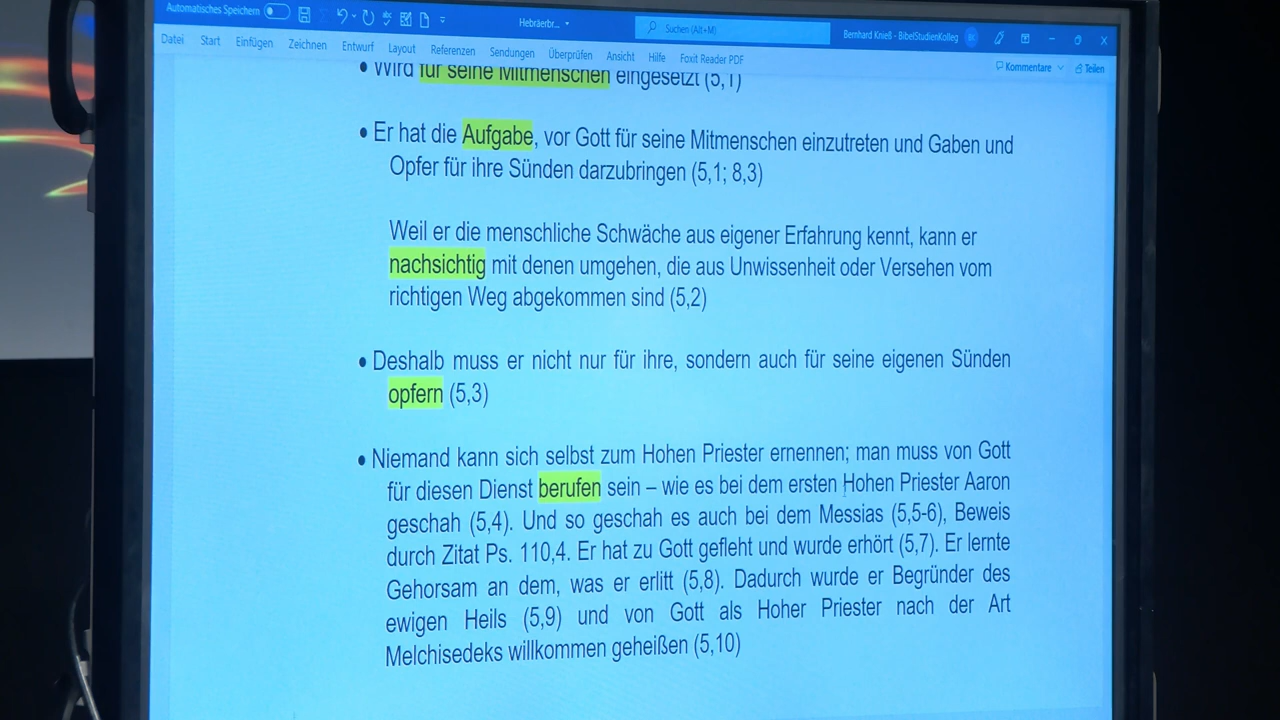 Automatisches Speichern
Hebräerbr...
Suchen (Alt+M)
Bernhard Knieß - BibelStudienKolleg
Datei Start Einfügen Zeichnen Entwurf Layout Referenzen Sendungen Überprüfen Ansicht Hilfe Foxit Reader PDF
Kommentare Teilen
• Wird für seine Mitmenschen eingesetzt (5,1)
• Er hat die Aufgabe, vor Gott für seine Mitmenschen einzutreten und Gaben und
Opfer für ihre Sünden darzubringen (5,1; 8,3)
Weil er die menschliche Schwäche aus eigener Erfahrung kennt, kann er
nachsichtig mit denen umgehen, die aus Unwissenheit oder Versehen vom
richtigen Weg abgekommen sind (5,2)
• Deshalb muss er nicht nur für ihre, sondern auch für seine eigenen Sünden
opfern (5,3)
• Niemand kann sich selbst zum Hohen Priester ernennen; man muss von Gott
für diesen Dienst berufen sein – wie es bei dem ersten Hohen Priester Aaron
geschah (5,4). Und so geschah es auch bei dem Messias (5,5-6), Beweis
durch Zitat Ps. 110,4. Er hat zu Gott gefleht und wurde erhört (5,7). Er lernte
Gehorsam an dem, was er erlitt (5,8). Dadurch wurde er Begründer des
ewigen Heils (5,9) und von Gott als Hoher Priester nach der Art
Melchisedeks willkommen geheißen (5,10)